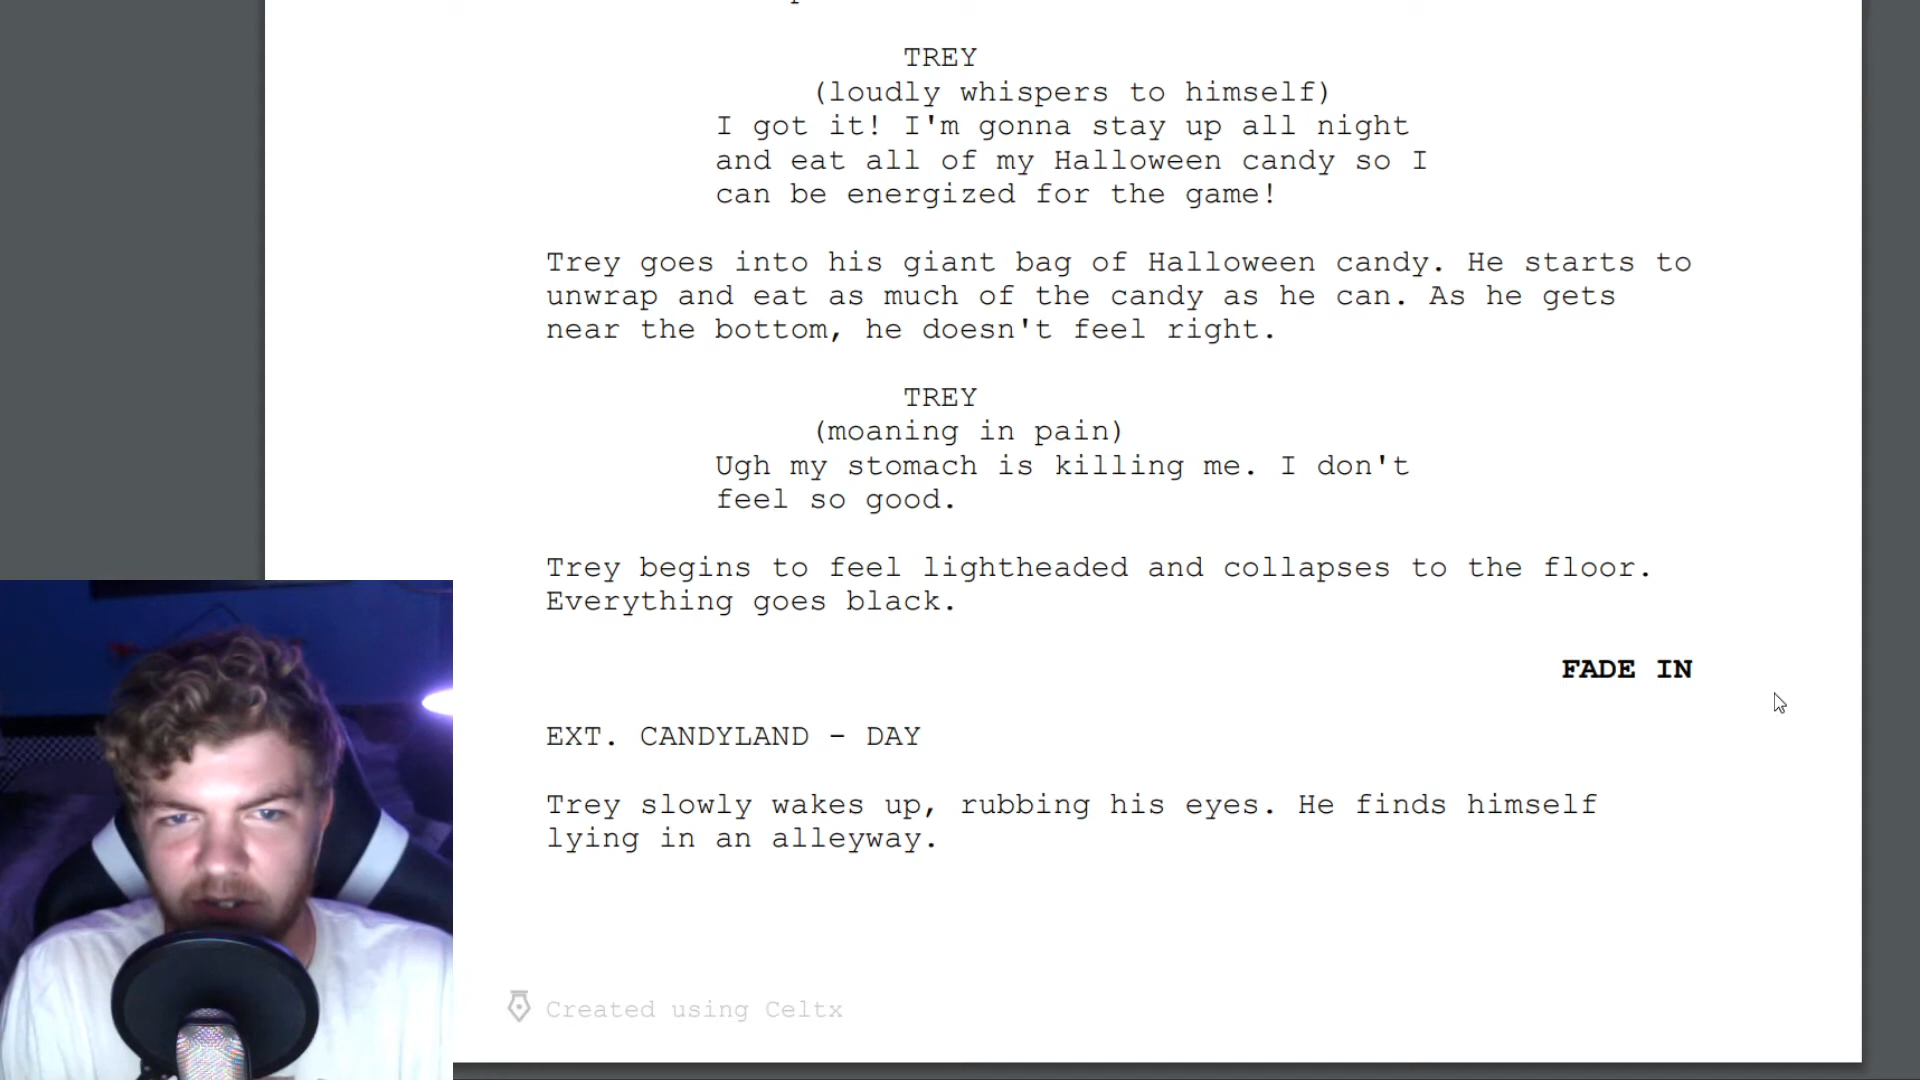 TREY
(loudly whispers to himself)
I got it! I'm gonna stay up all night
and eat all of my Halloween candy so I
can be energized for the game!
Trey goes into his giant bag of Halloween candy. He starts to
unwrap and eat as much of the candy as he can. As he gets
near the bottom, he doesn't feel right.
TREY
(moaning in pain)
Ugh my stomach is killing me. I don't
feel so good.
Trey begins to feel lightheaded and collapses to the floor.
Everything goes black.
FADE IN
EXT. CANDYLAND - DAY
Trey slowly wakes up, rubbing his eyes. He finds himself
lying in an alleyway.
Created using Celtx